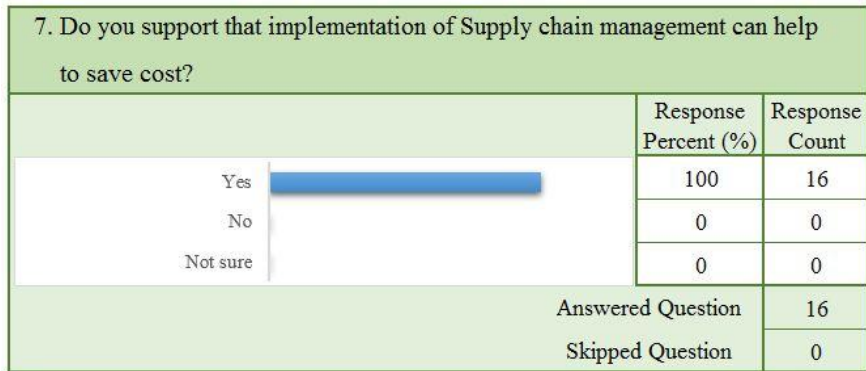 7. Do you support that implementation of Supply chain management can help
to save cost?
Response Percent (%) Response Count
Yes 100 16
No 0 0
Not sure 0 0
Answered Question 16
Skipped Question 0